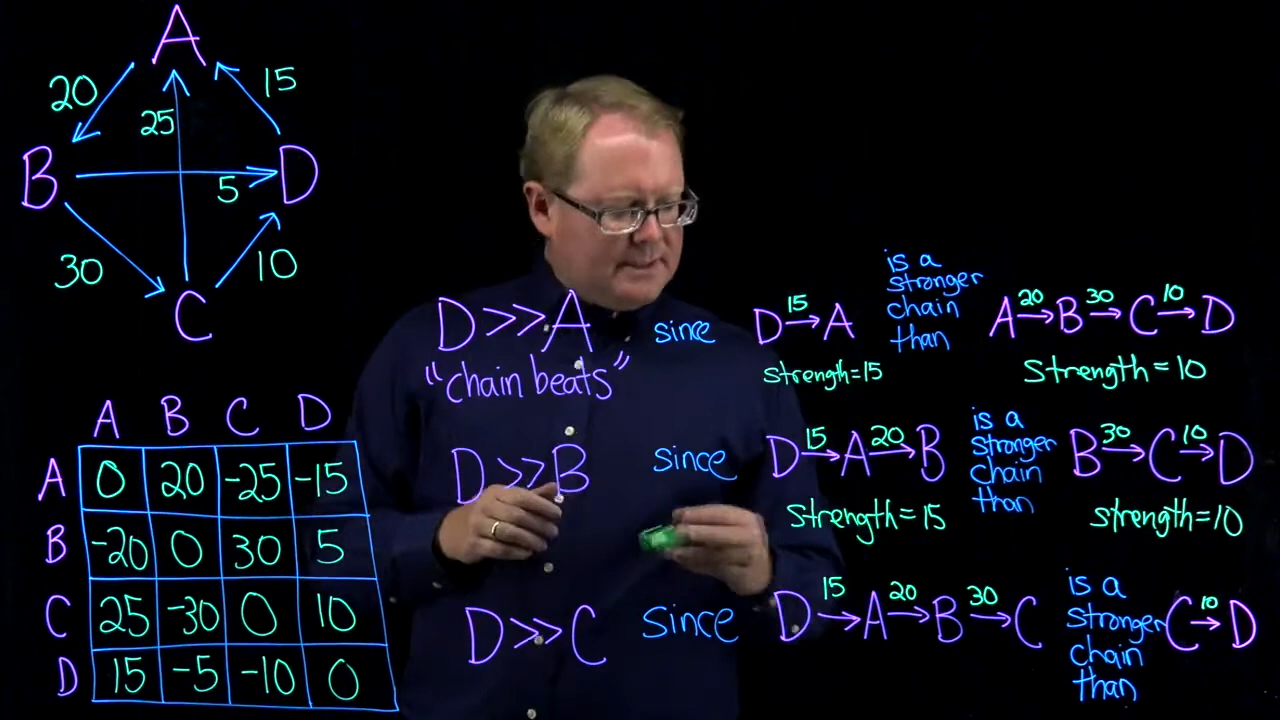 A
20
15
25
B
D
5
30
10
C
D >> A
"chain beats"
since
15
D → A
strength=15
is a
stronger
chain
than
20 30 10
A → B → C → D
strength = 10
D >> B
since
15 20
D → A → B
strength = 15
is a
stronger
chain
than
30 10
B → C → D
strength=10
D >> C
since
15 20 30
D → A → B → C
is a
stronger
chain
than
10
C → D
A B C D
A 0 20 -25 -15
B -20 0 30 5
C 25 -30 0 10
D 15 -5 -10 0